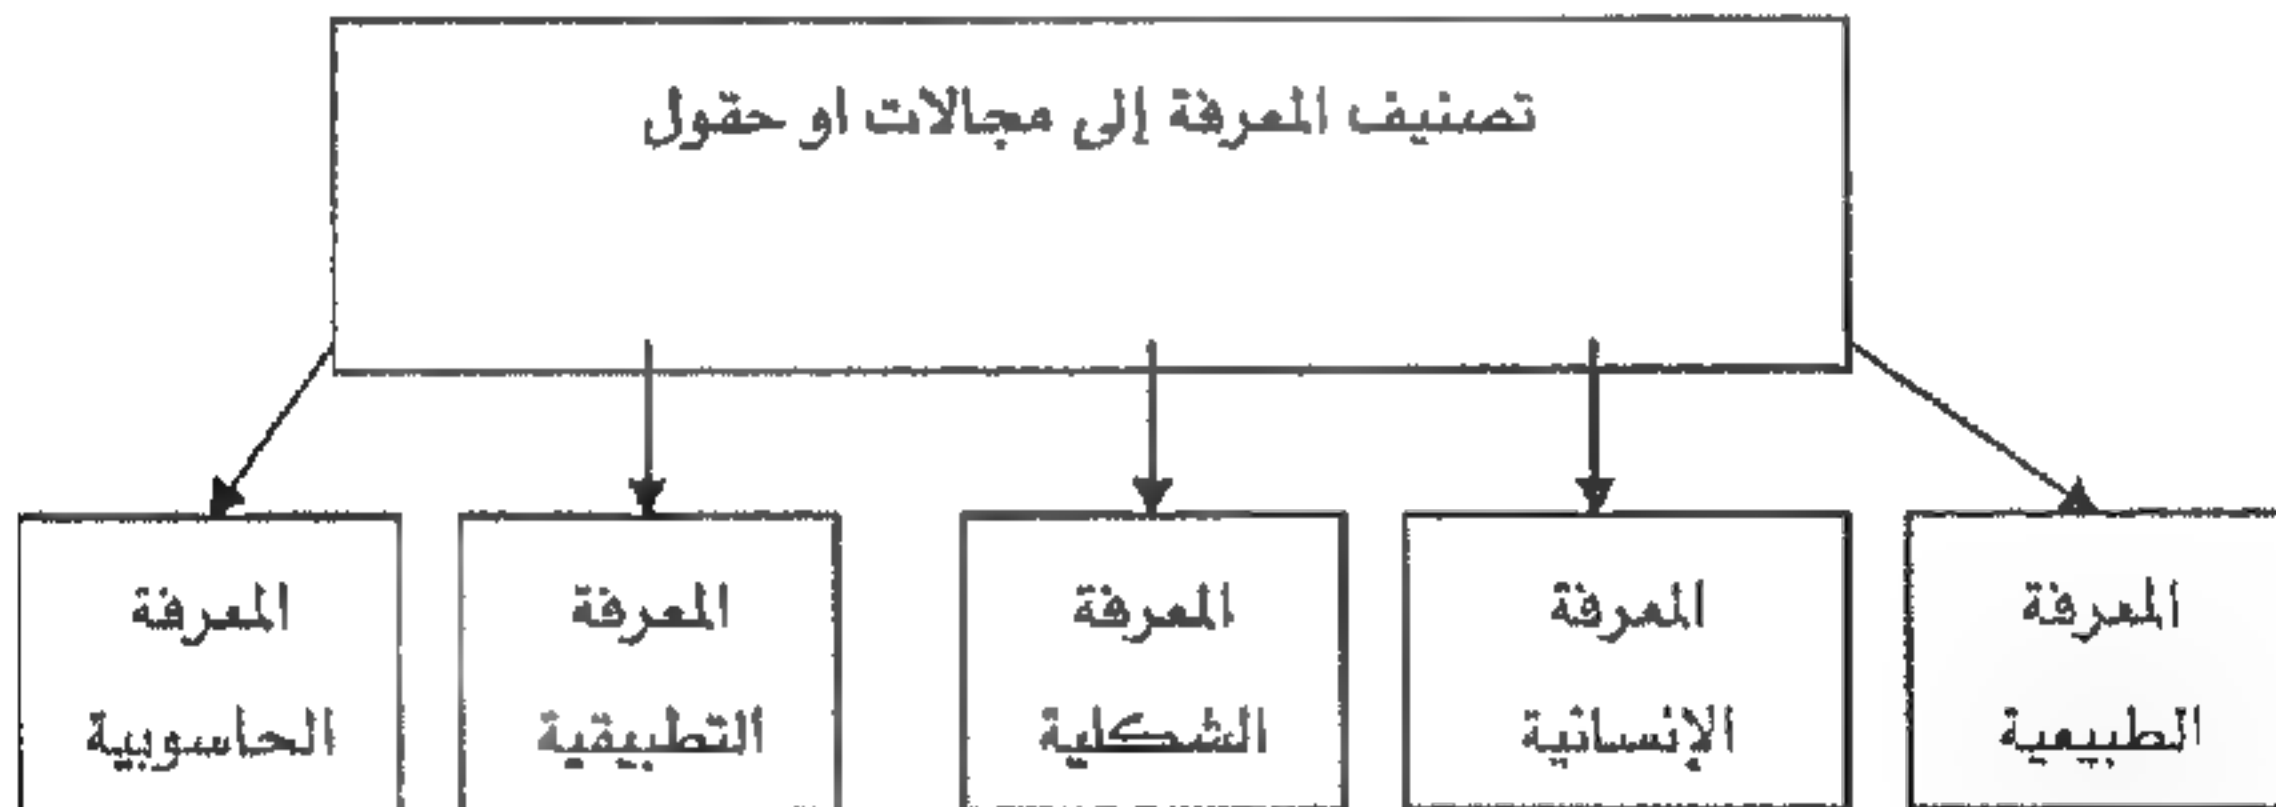 تصنيف المعرفة إلى مجالات او حقول
المعرفة
الطبيعية
المعرفة
الإنسانية
المعرفة
الشكلية
المعرفة
التطبيقية
المعرفة
الحاسوبية